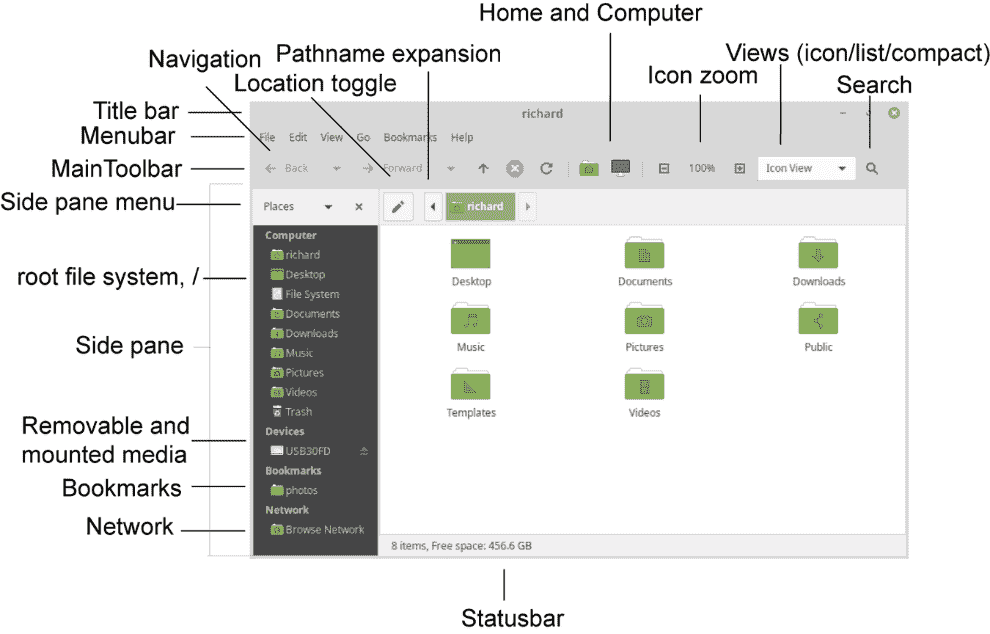 Home and Computer
Navigation
Pathname expansion
Views (icon/list/compact)
Location toggle
Icon zoom
Search
Title bar
richard
Menubar
File Edit View Go Bookmarks Help
MainToolbar
Back Forward 100% Icon View
Side pane menu
Places
richard
Computer
richard
root file system, /
Desktop
File System
Documents
Downloads
Side pane
Music
Pictures
Videos
Trash
Removable and
mounted media
Devices
USB30FD
Bookmarks
Bookmarks
photos
Network
Network
Browse Network
Desktop Documents Downloads
Music Pictures Public
Templates Videos
8 items, Free space: 456.6 GB
Statusbar